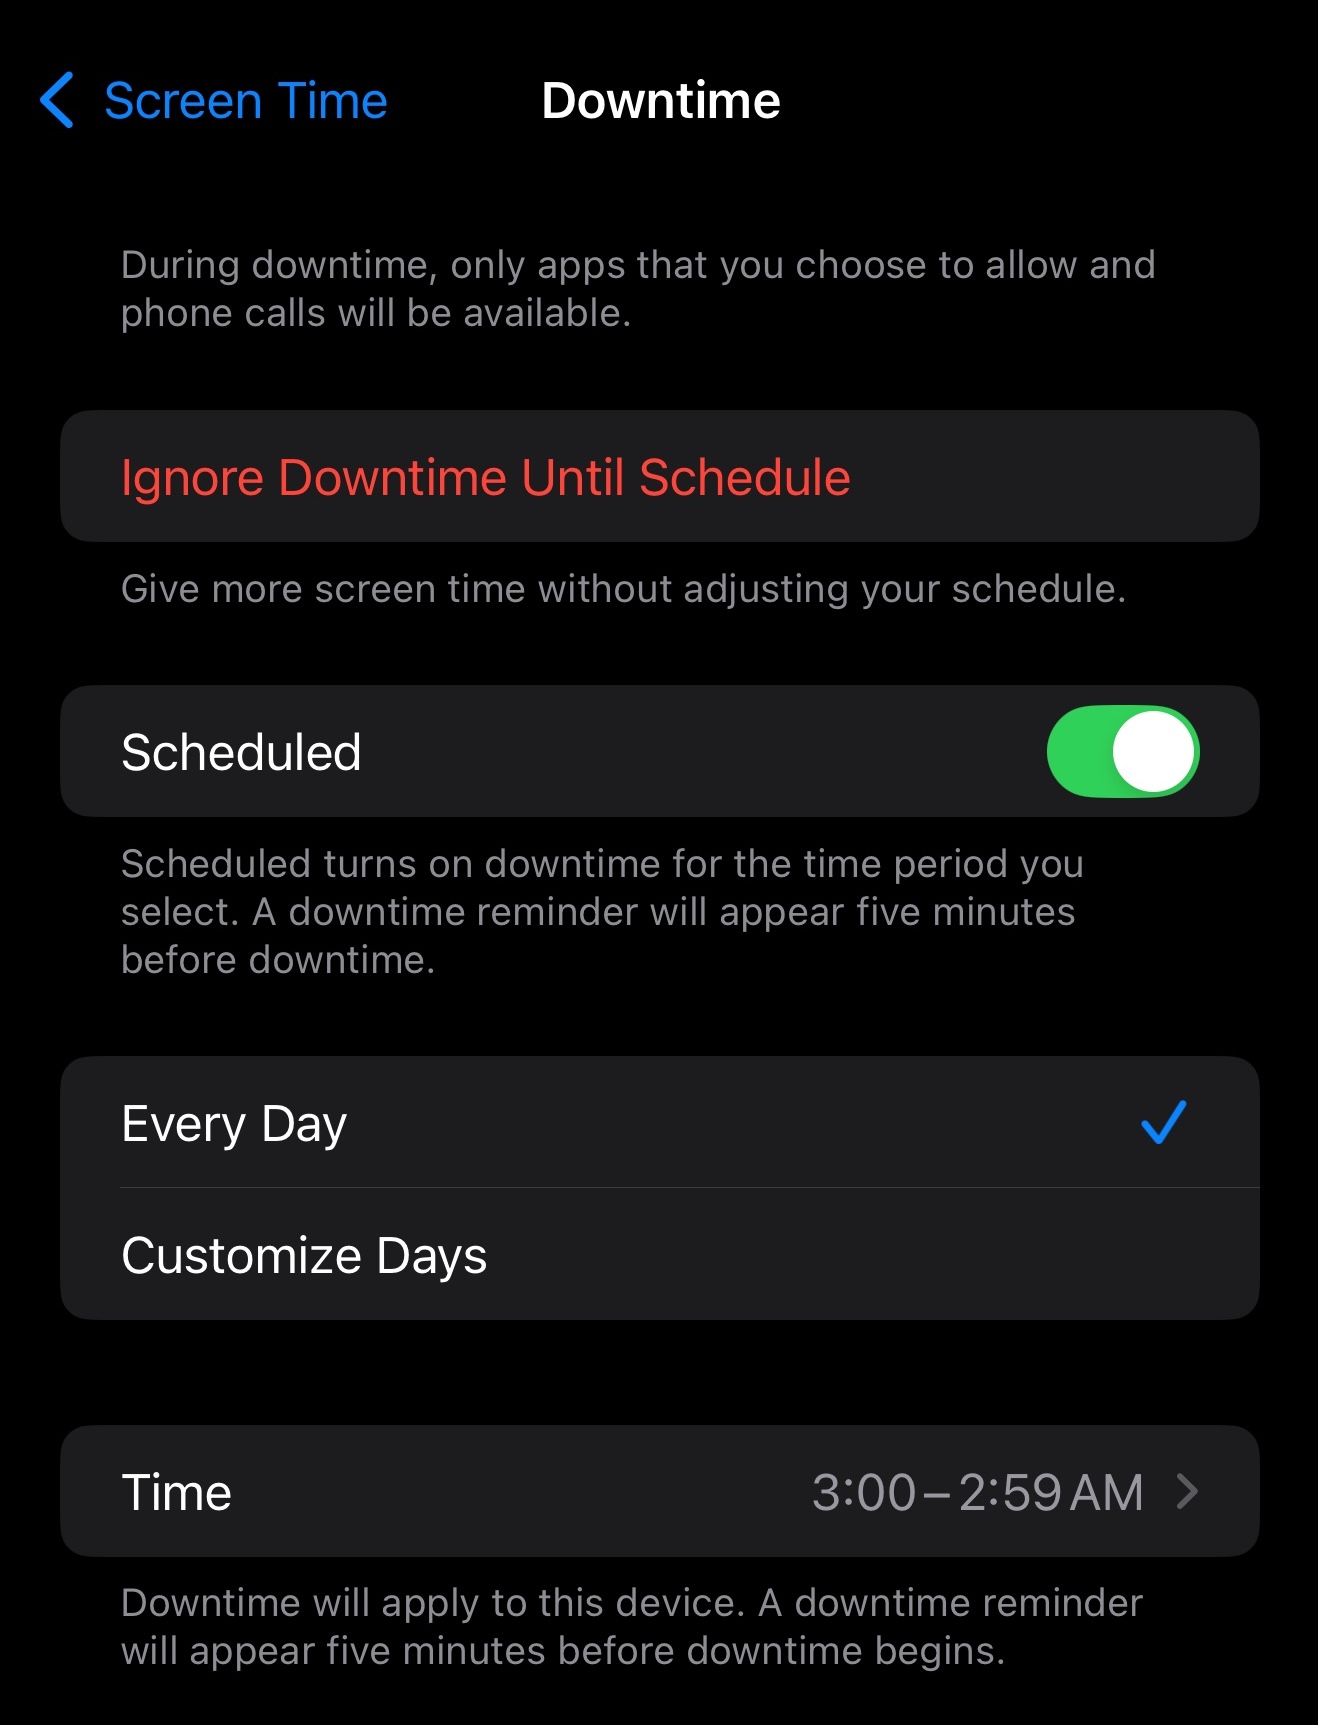 Screen Time
Downtime
During downtime, only apps that you choose to allow and
phone calls will be available.
Ignore Downtime Until Schedule
Give more screen time without adjusting your schedule.
Scheduled
Scheduled turns on downtime for the time period you
select. A downtime reminder will appear five minutes
before downtime.
Every Day
Customize Days
Time 3:00 – 2:59 AM
Downtime will apply to this device. A downtime reminder
will appear five minutes before downtime begins.